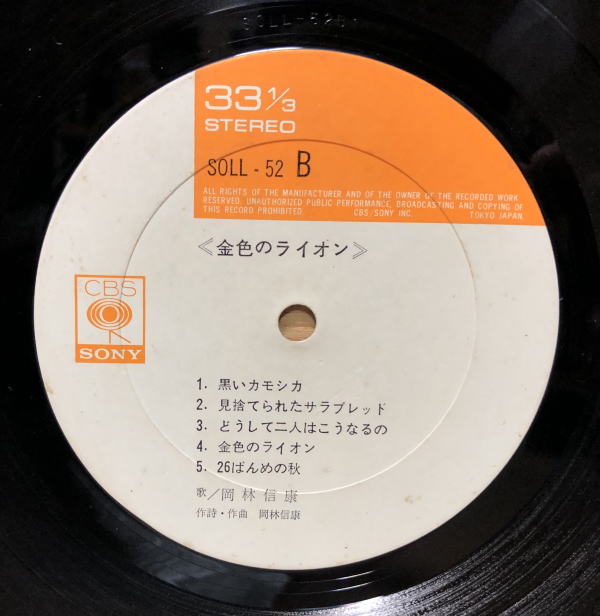 SOLL-52B
33 1/3
STEREO
SOLL - 52 B
ALL RIGHTS OF THE MANUFACTURER AND OF THE OWNER OF THE RECORDED WORK
RESERVED. UNAUTHORIZED PUBLIC PERFORMANCE, BROADCASTING AND COPYING OF
THIS RECORD PROHIBITED. CBS/SONY INC. TOKYO JAPAN.
≪金色のライオン≫
CBS
SONY
1. 黒いカモシカ
2. 見捨てられたサラブレッド
3. どうして二人はこうなるの
4. 金色のライオン
5. 26ばんめの秋
歌/岡林信康
作詩・作曲 岡林信康